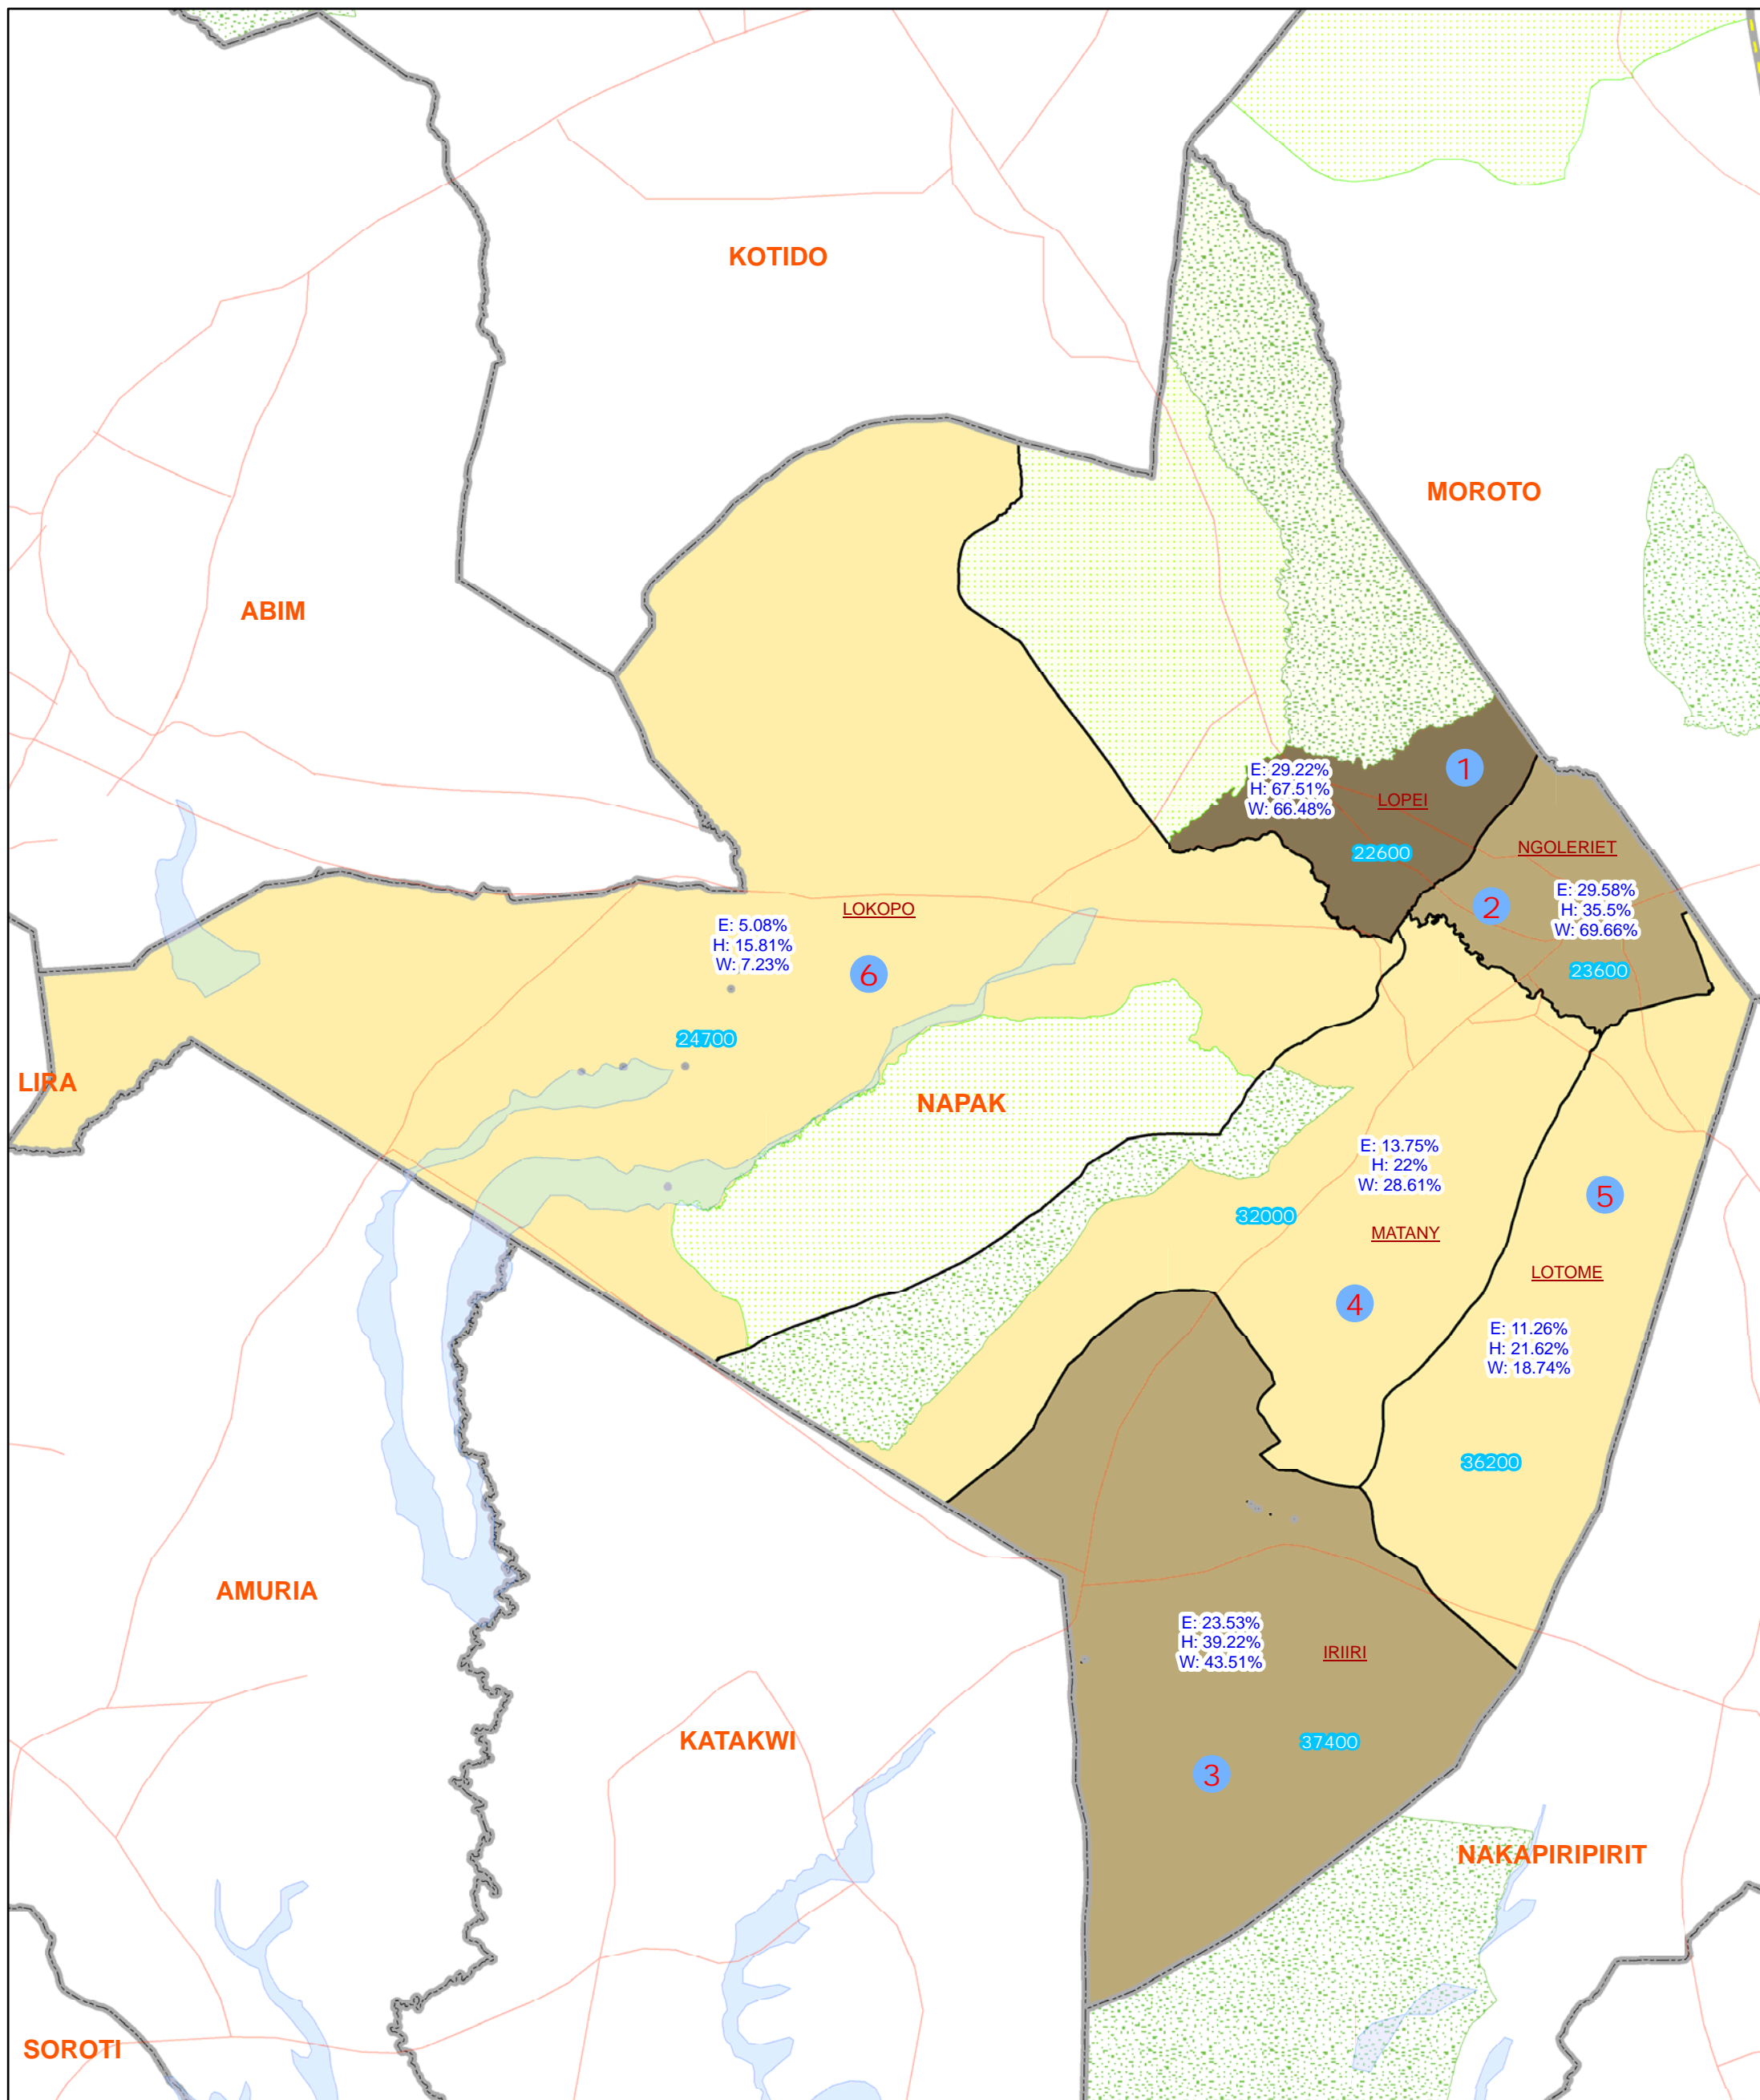 KOTIDO
MOROTO
ABIM
1
E: 29.22%
H: 67.51%
W: 66.48%
LOPEI
22600
NGOLERIET
2
E: 29.58%
H: 35.5%
W: 69.66%
23600
LOKOPO
E: 5.08%
H: 15.81%
W: 7.23%
6
24700
LIRA
NAPAK
E: 13.75%
H: 22%
W: 28.61%
32000
MATANY
4
5
LOTOME
E: 11.26%
H: 21.62%
W: 18.74%
36200
AMURIA
E: 23.53%
H: 39.22%
W: 43.51%
IRIIRI
37400
3
KATAKWI
NAKAPIRIPIRIT
SOROTI